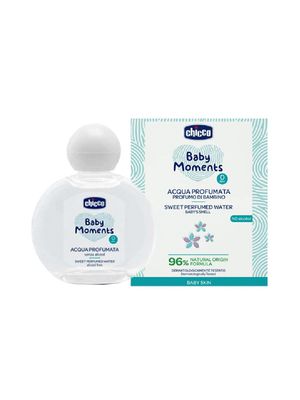 chicco
Baby
Moments
0
ACQUA PROFUMATA
senza alcool
SWEET PERFUMED WATER
alcohol free
chicco
Baby
Moments
0
ACQUA PROFUMATA
PROFUMO DI BAMBINO
SWEET PERFUMED WATER
BABY'S SMELL
NO alcohol
96% NATURAL ORIGIN
FORMULA
DERMATOLOGICAMENTE TESTATO
Dermatologically Tested
BABY SKIN